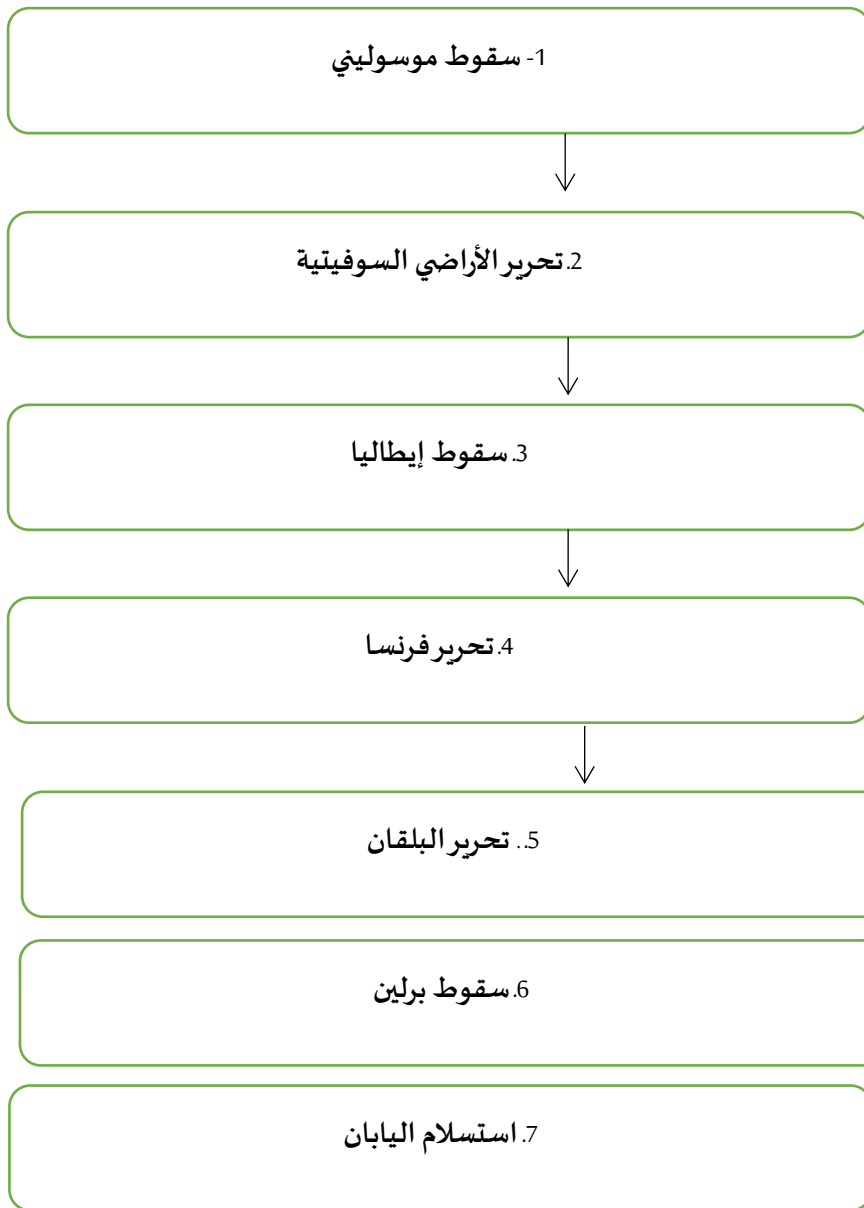 1- سقوط موسوليني
2. تحرير الأراضي السوفيتية
3. سقوط إيطاليا
4. تحرير فرنسا
5. . تحرير البلقان
6. سقوط برلين
7. استسلام اليابان